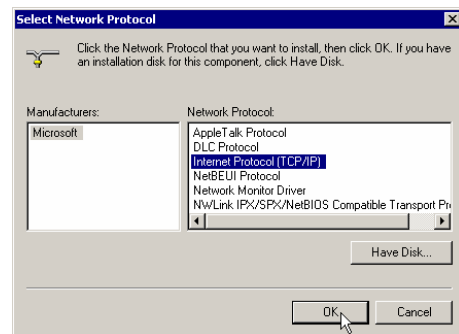 Select Network Protocol
Click the Network Protocol that you want to install, then click OK. If you have
an installation disk for this component, click Have Disk.
Manufacturers:
Microsoft
Network Protocol:
AppleTalk Protocol
DLC Protocol
Internet Protocol (TCP/IP)
NetBEUI Protocol
Network Monitor Driver
NWLink IPX/SPX/NetBIOS Compatible Transport
Have Disk...
OK
Cancel